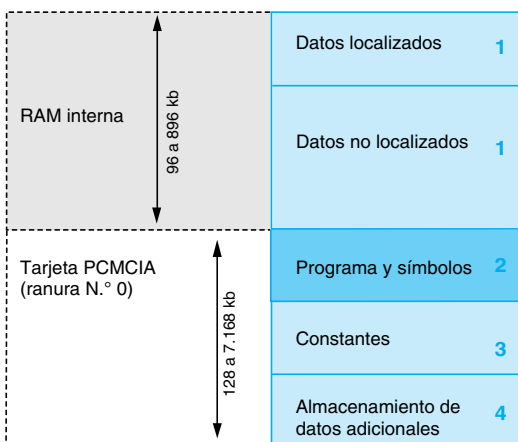 Datos localizados 1
RAM interna
96 a 896 kb
Datos no localizados 1
Tarjeta PCMCIA
(ranura N.° 0)
128 a 7.168 kb
Programa y símbolos 2
Constantes 3
Almacenamiento de
datos adicionales 4